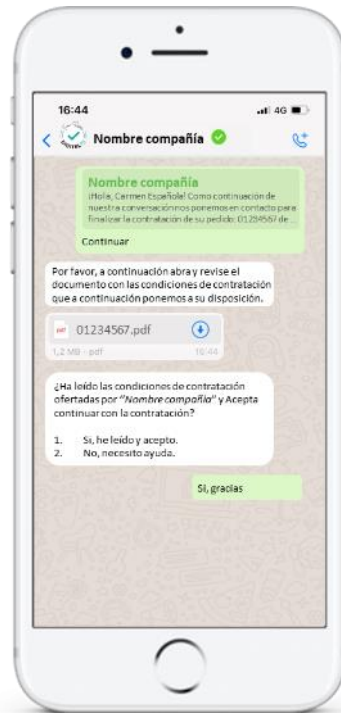 16:44
4G
Nombre compañía
Nombre compañía
¡Hola, Carmen Española! Como continuación de
nuestra conversación nos ponemos en contacto para
finalizar la contratación de su pedido: 01234567 de ...
Continuar
Por favor, a continuación abra y revise el
documento con las condiciones de contratación
que a continuación ponemos a su disposición.
01234567.pdf
1,2 MB - pdf 16:44
¿Ha leído las condiciones de contratación
ofertadas por "Nombre compañía" y Acepta
continuar con la contratación?
1. Si, he leído y acepto.
2. No, necesito ayuda.
Si, gracias